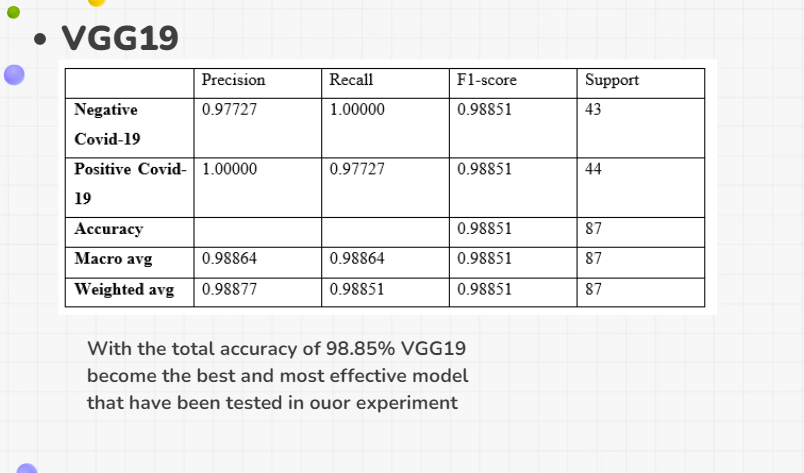 • VGG19
Precision Recall F1-score Support
Negative 0.97727 1.00000 0.98851 43
Covid-19
Positive Covid- 1.00000 0.97727 0.98851 44
19
Accuracy 0.98851 87
Macro avg 0.98864 0.98864 0.98851 87
Weighted avg 0.98877 0.98851 0.98851 87
With the total accuracy of 98.85% VGG19
become the best and most effective model
that have been tested in ouor experiment